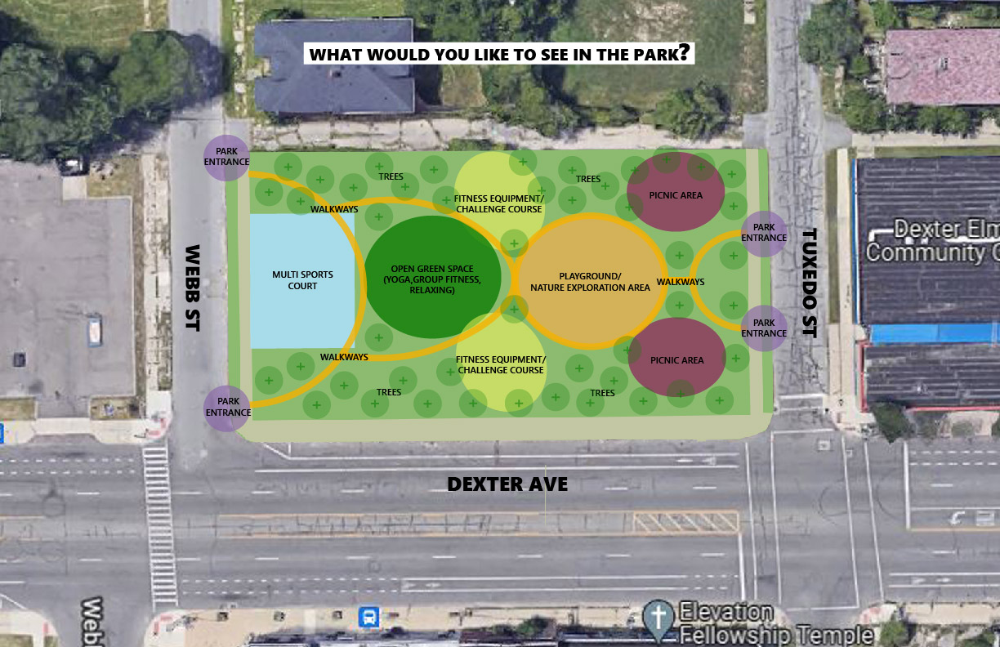 WHAT WOULD YOU LIKE TO SEE IN THE PARK?
PARK
ENTRANCE
TREES
TREES
FITNESS EQUIPMENT/
CHALLENGE COURSE
PICNIC AREA
WALKWAYS
PARK
ENTRANCE
Dexter Elm
Community
WEBB ST
MULTI SPORTS
COURT
OPEN GREEN SPACE
(YOGA,GROUP FITNESS,
RELAXING)
PLAYGROUND/
NATURE EXPLORATION AREA
WALKWAYS
TUXEDO ST
PARK
ENTRANCE
WALKWAYS
FITNESS EQUIPMENT/
CHALLENGE COURSE
PICNIC AREA
TREES
TREES
PARK
ENTRANCE
DEXTER AVE
Webb
Elevation
Fellowship Temple